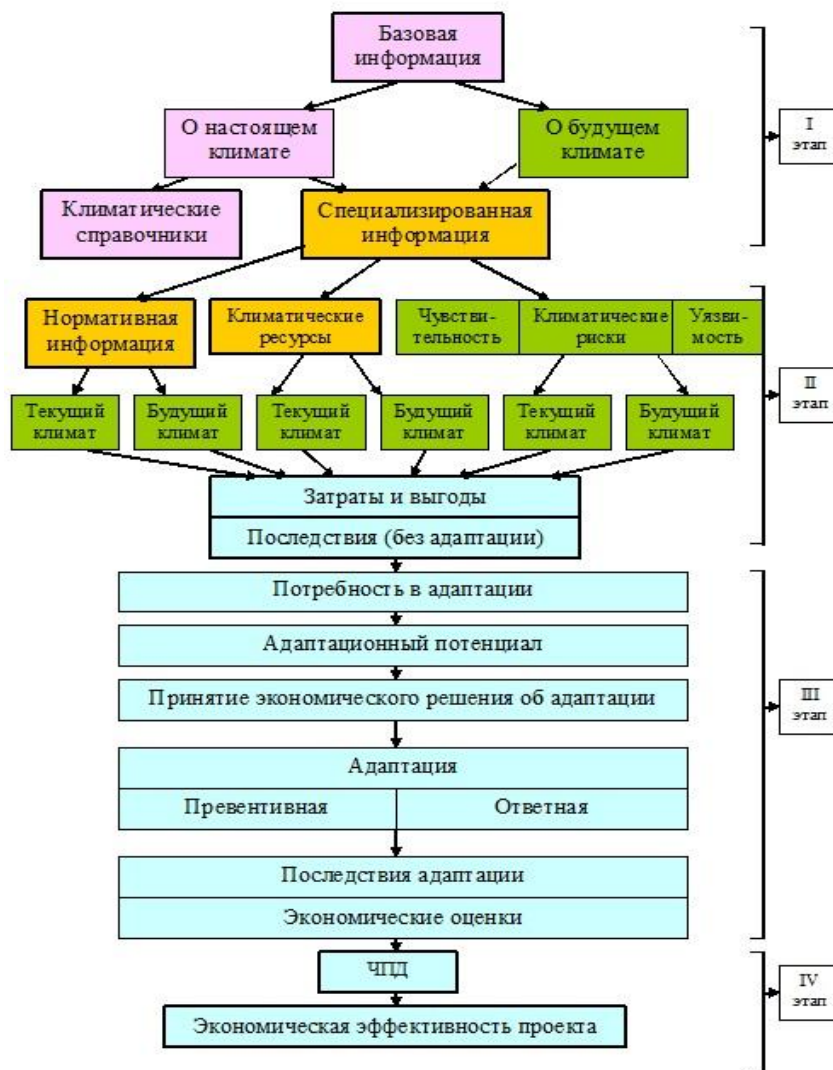 Базовая
информация
О настоящем
климате
О будущем
климате
I
этап
Климатические
справочники
Специализированная
информация
Нормативная
информация
Климатические
ресурсы
Чувстви-
тельность
Климатические
риски
Уязви-
мость
II
этап
Текущий
климат
Будущий
климат
Текущий
климат
Будущий
климат
Текущий
климат
Будущий
климат
Затраты и выгоды
Последствия (без адаптации)
Потребность в адаптации
Адаптационный потенциал
Принятие экономического решения об адаптации
III
этап
Адаптация
Превентивная
Ответная
Последствия адаптации
Экономические оценки
ЧПД
IV
этап
Экономическая эффективность проекта